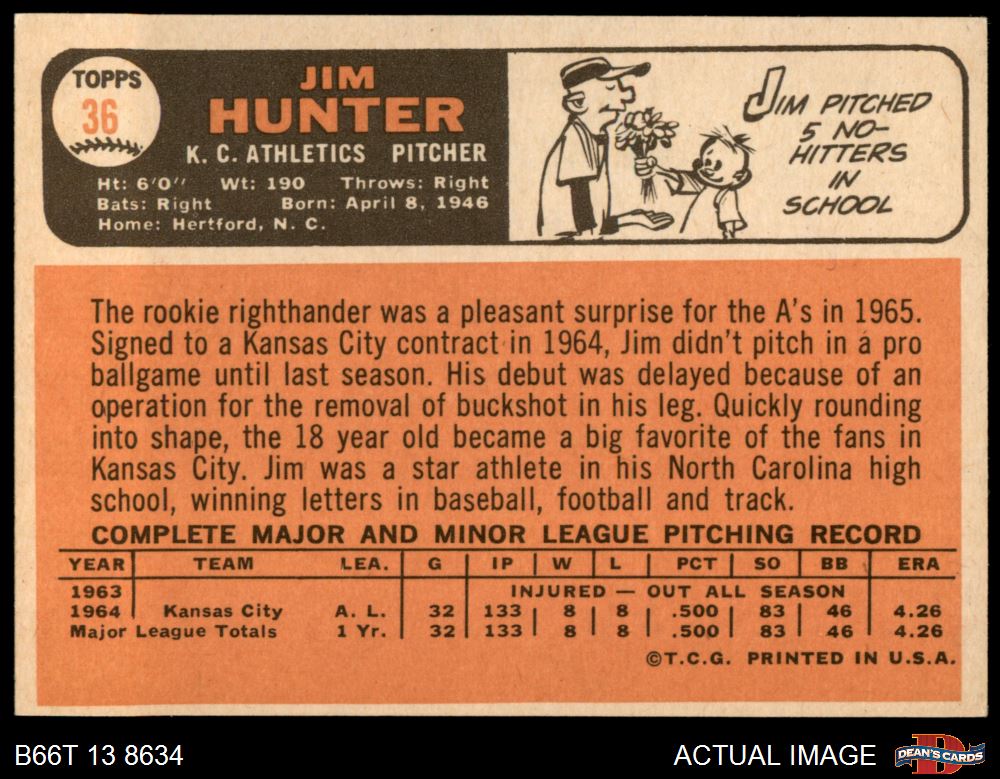 TOPPS
36
JIM
HUNTER
K. C. ATHLETICS PITCHER
Ht: 6'0" Wt: 190 Throws: Right
Bats: Right Born: April 8, 1946
Home: Hertford, N. C.
JIM PITCHED
5 NO-
HITTERS
IN
SCHOOL
The rookie righthander was a pleasant surprise for the A's in 1965.
Signed to a Kansas City contract in 1964, Jim didn't pitch in a pro
ballgame until last season. His debut was delayed because of an
operation for the removal of buckshot in his leg. Quickly rounding
into shape, the 18 year old became a big favorite of the fans in
Kansas City. Jim was a star athlete in his North Carolina high
school, winning letters in baseball, football and track.
COMPLETE MAJOR AND MINOR LEAGUE PITCHING RECORD
YEAR TEAM LEA. G IP W L PCT SO BB ERA
1963 INJURED — OUT ALL SEASON
1964 Kansas City A. L. 32 133 8 8 .500 83 46 4.26
Major League Totals 1 Yr. 32 133 8 8 .500 83 46 4.26
©T.C.G. PRINTED IN U.S.A.
B66T 13 8634
ACTUAL IMAGE
DEAN'S CARDS